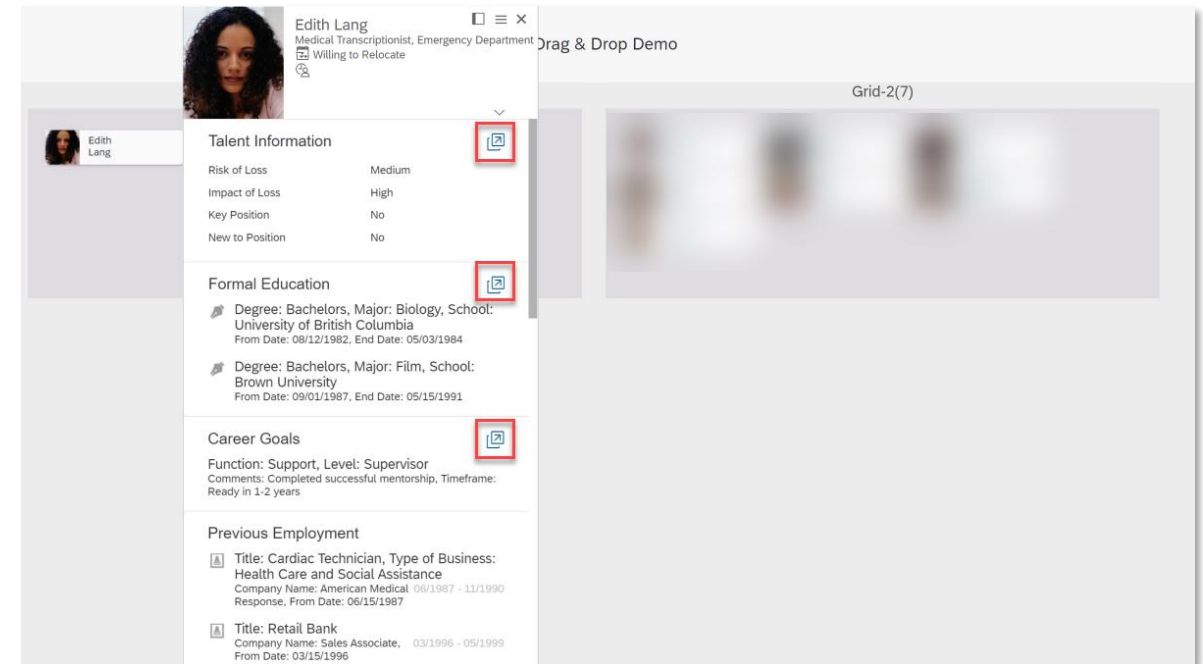 Edith Lang
Medical Transcriptionist, Emergency Department
Willing to Relocate
Drag & Drop Demo
Grid-2(7)
Edith
Lang
Talent Information
Risk of Loss Medium
Impact of Loss High
Key Position No
New to Position No
Formal Education
Degree: Bachelors, Major: Biology, School:
University of British Columbia
From Date: 08/12/1982, End Date: 05/03/1984
Degree: Bachelors, Major: Film, School:
Brown University
From Date: 09/01/1987, End Date: 05/15/1991
Career Goals
Function: Support, Level: Supervisor
Comments: Completed successful mentorship, Timeframe:
Ready in 1-2 years
Previous Employment
Title: Cardiac Technician, Type of Business:
Health Care and Social Assistance
Company Name: American Medical 06/1987 - 11/1990
Response, From Date: 06/15/1987
Title: Retail Bank
Company Name: Sales Associate, 03/1996 - 05/1999
From Date: 03/15/1996